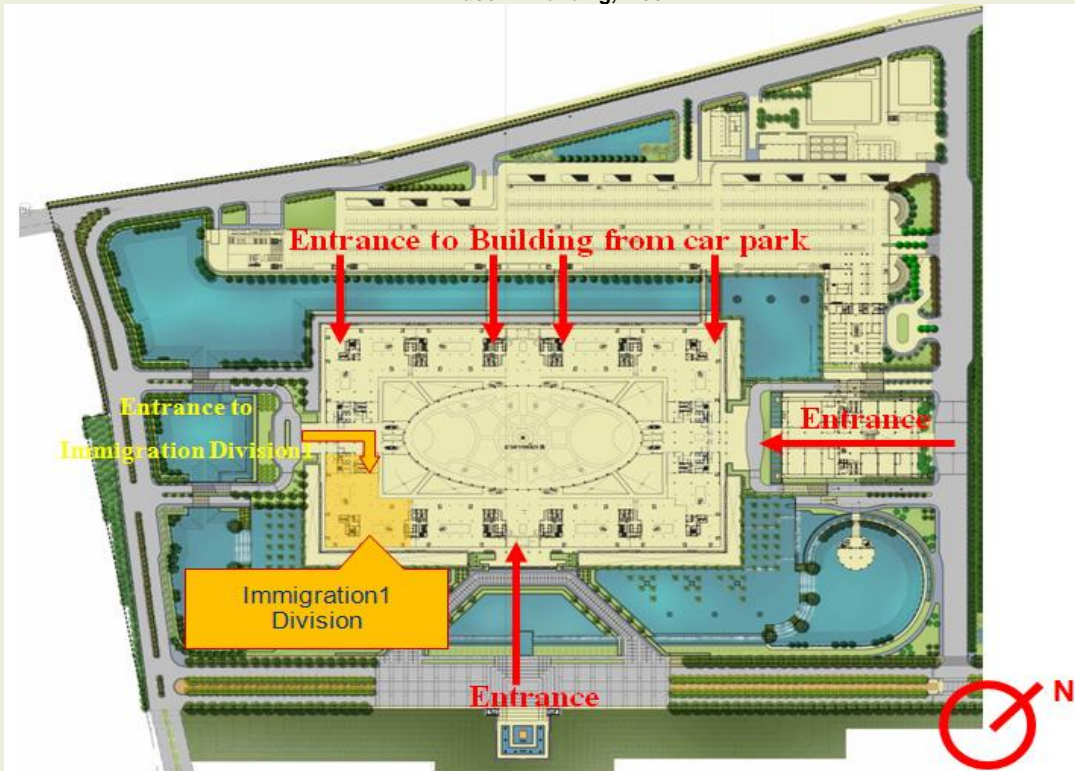 Entrance to Building from car park
Entrance to
Immigration Division1
Entrance
Immigration1
Division
Entrance
N